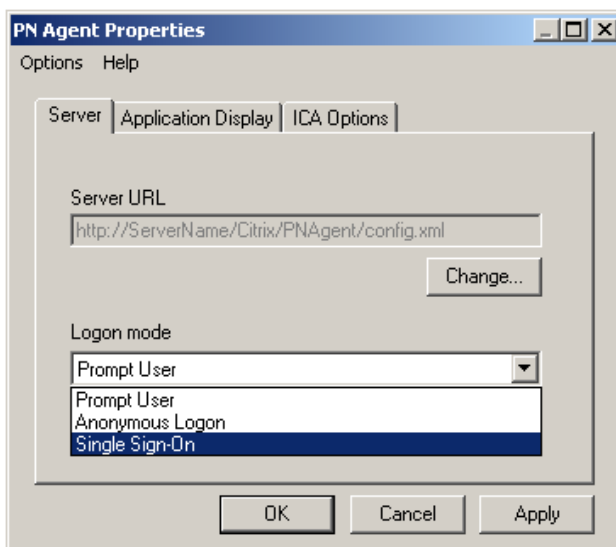 PN Agent Properties
Options Help
Server Application Display ICA Options
Server URL
http://ServerName/Citrix/PNAgent/config.xml
Change...
Logon mode
Prompt User
Prompt User
Anonymous Logon
Single Sign-On
OK Cancel Apply